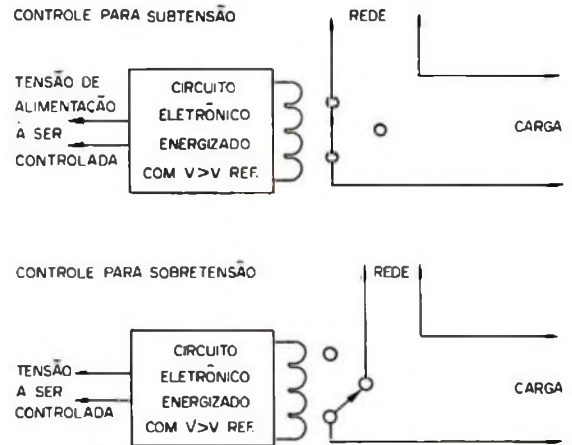 CONTROLE PARA SUBTENSÃO
REDE
TENSÃO DE
ALIMENTAÇÃO
A SER
CONTROLADA
CIRCUITO
ELETRÔNICO
ENERGIZADO
COM V>V REF.
CARGA
CONTROLE PARA SOBRETENSÃO
REDE
TENSÃO
A SER
CONTROLADA
CIRCUITO
ELETRÔNICO
ENERGIZADO
COM V>V REF.
CARGA